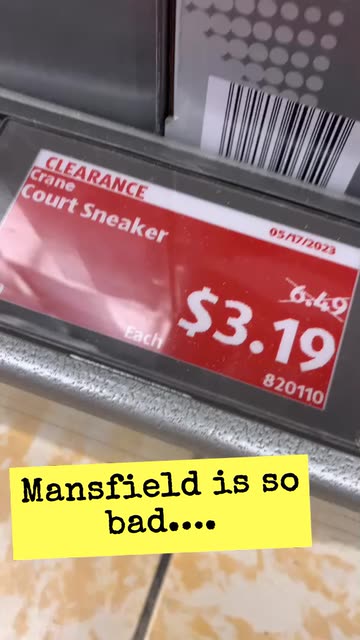 CLEARANCE
Crane
Court Sneaker
05/17/2023
6.49
$3.19
Each
820110
Mansfield is so
bad....